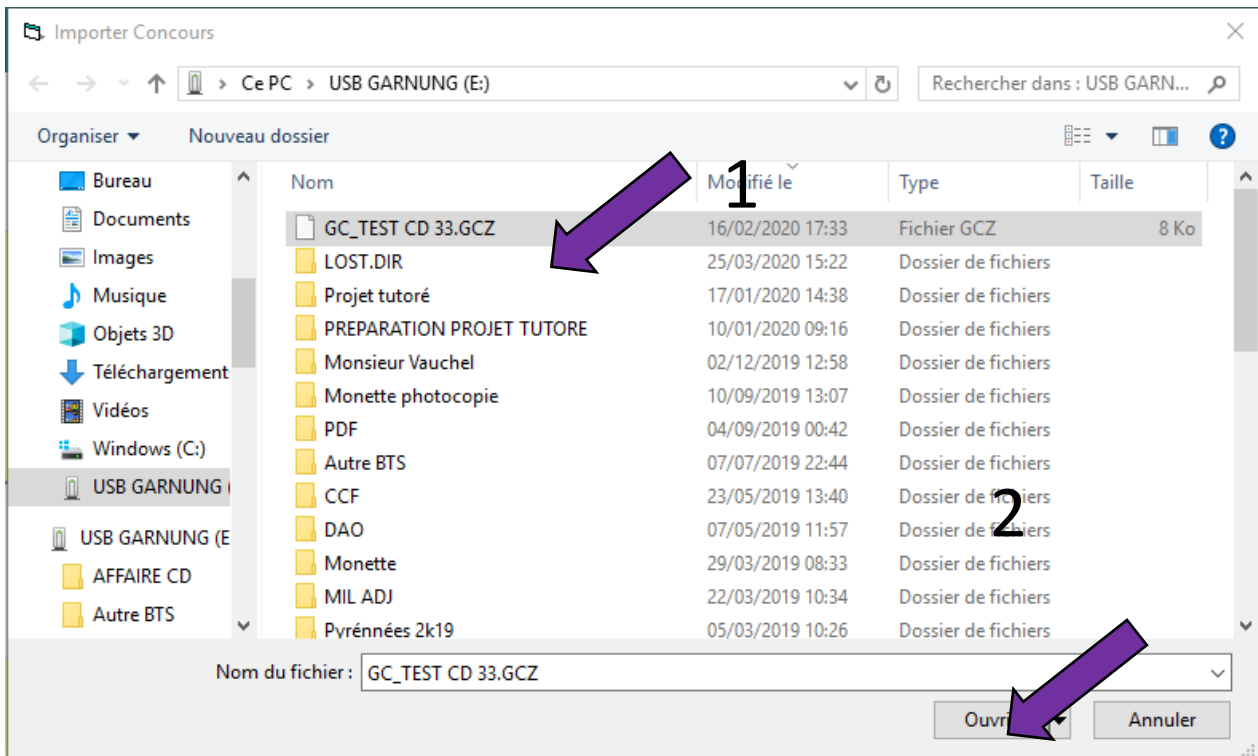 Importer Concours
Ce PC > USB GARNUNG (E:)
Rechercher dans : USB GARN...
Organiser
Nouveau dossier
Bureau
Documents
Images
Musique
Objets 3D
Téléchargement
Vidéos
Windows (C:)
USB GARNUNG
USB GARNUNG (E
AFFAIRE CD
Autre BTS
1
Nom Modifié le Type Taille
GC_TEST CD 33.GCZ 16/02/2020 17:33 Fichier GCZ 8 Ko
LOST.DIR 25/03/2020 15:22 Dossier de fichiers
Projet tutoré 17/01/2020 14:38 Dossier de fichiers
PREPARATION PROJET TUTORE 10/01/2020 09:16 Dossier de fichiers
Monsieur Vauchel 02/12/2019 12:58 Dossier de fichiers
Monette photocopie 10/09/2019 13:07 Dossier de fichiers
PDF 04/09/2019 00:42 Dossier de fichiers
Autre BTS 07/07/2019 22:44 Dossier de fichiers
CCF 23/05/2019 13:40 Dossier de fichiers
2
DAO 07/05/2019 11:57 Dossier de fichiers
Monette 29/03/2019 08:33 Dossier de fichiers
MIL ADJ 22/03/2019 10:34 Dossier de fichiers
Pyrénnées 2k19 05/03/2019 10:26 Dossier de fichiers
Nom du fichier : GC_TEST CD 33.GCZ
Ouvrir
Annuler